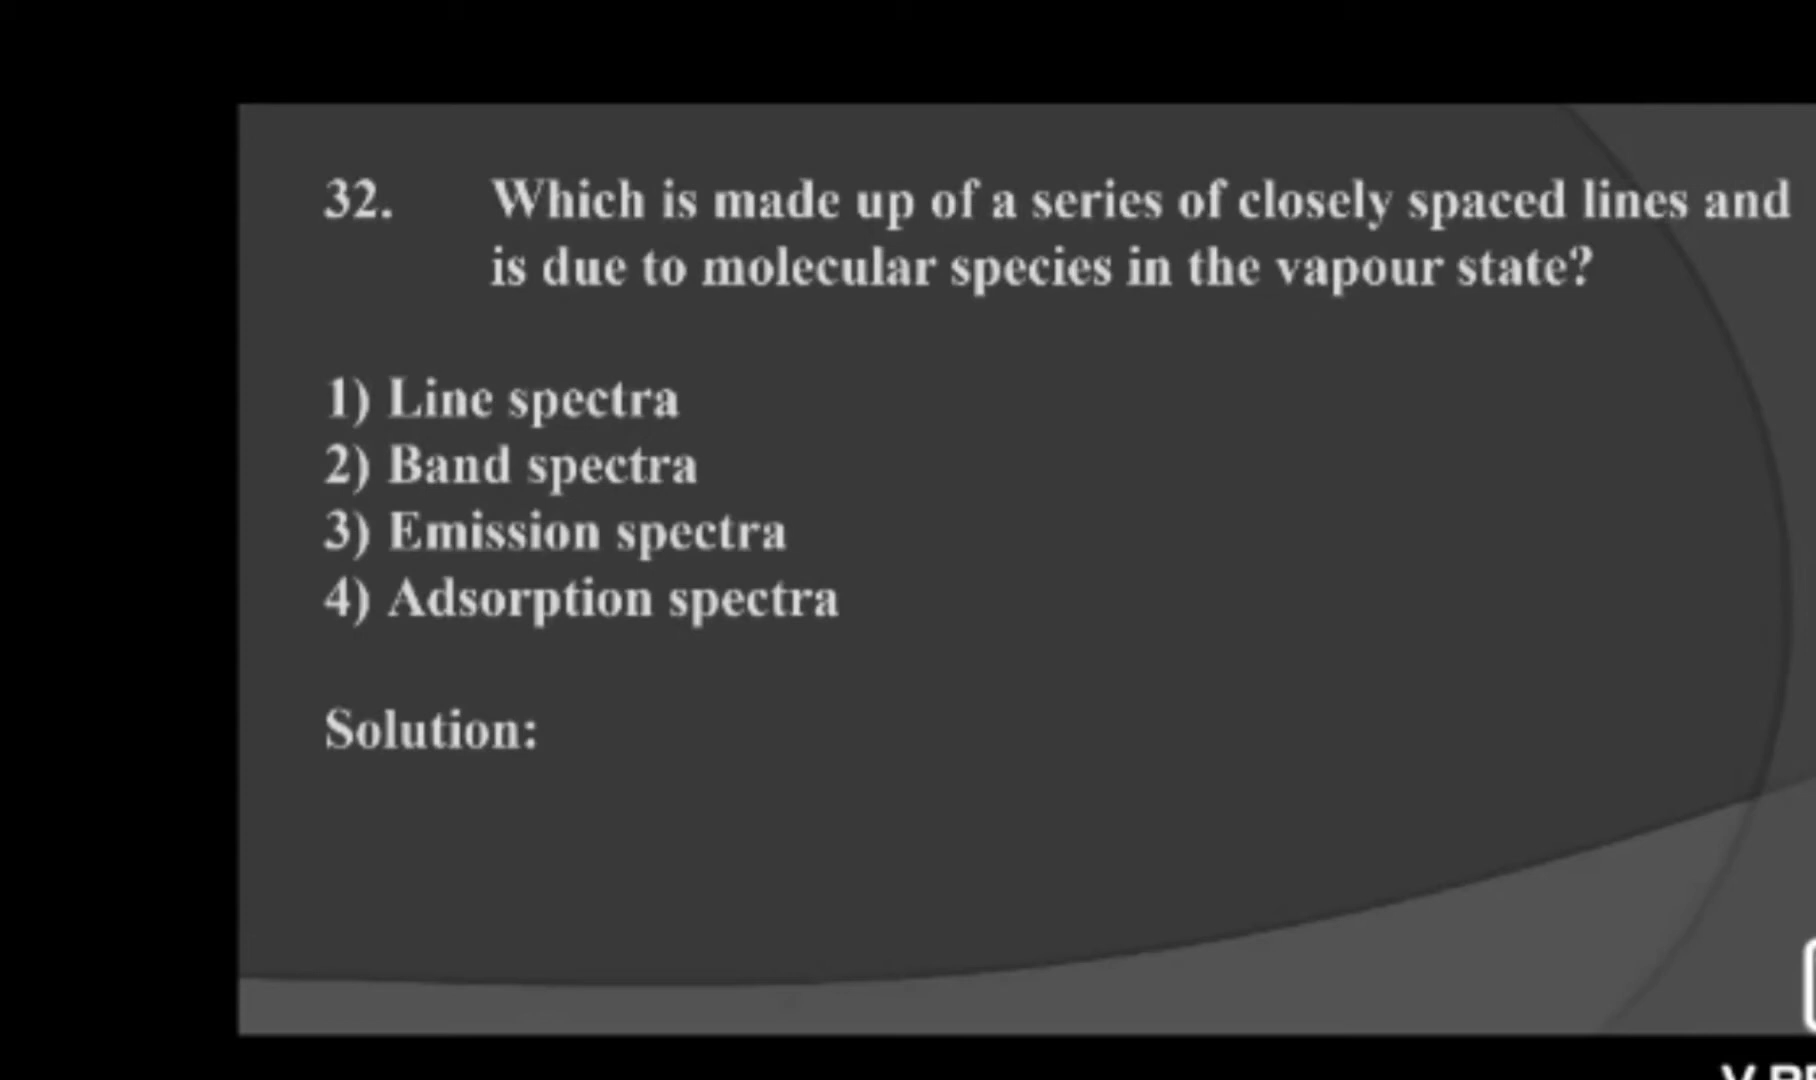 32. Which is made up of a series of closely spaced lines and
is due to molecular species in the vapour state?
1) Line spectra
2) Band spectra
3) Emission spectra
4) Adsorption spectra
Solution: